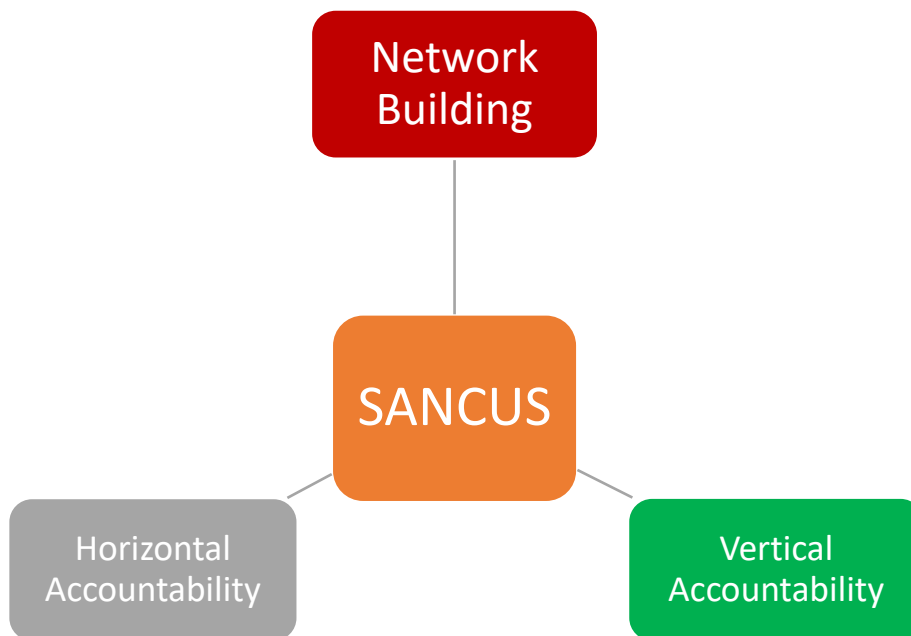 Network
Building
SANCUS
Horizontal
Accountability
Vertical
Accountability